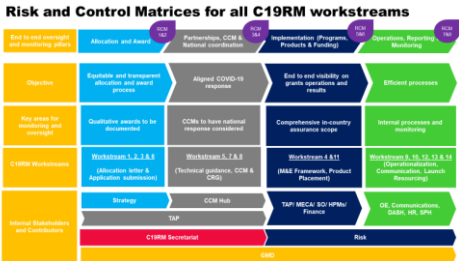 Risk and Control Matrices for all C19RM workstreams
End to end oversight
and monitoring pillars
Allocation and Award
RCM
1&2
Partnerships, CCM &
National coordination
RCM
3&4
Implementation (Programs,
Products & Funding)
RCM
5&6
Operations, Reporting
Monitoring
RCM
7&8
Objective
Equitable and transparent
allocation and award
process
Aligned COVID-19
response
End to end visibility on
grants operations and
results
Efficient processes
Key areas for
monitoring and
oversight
Qualitative awards to be
documented
CCMs to have national
response considered
Comprehensive in-country
assurance scope
Internal processes and
monitoring
C19RM Workstreams
Workstream 1, 2, 3 & 6
(Allocation letter &
Application submission)
Workstream 5, 7 & 8
(Technical guidance, CCM &
CRG)
Workstream 4 &11
(M&E Framework, Product
Placement)
Workstream 9, 10, 12, 13 & 14
(Operationalization,
Communication, Launch
Resourcing)
Internal Stakeholders
and Contributors
Strategy
CCM Hub
TAP/ MECA/ SO/ HPMs/
Finance
OE, Communications,
DASH, HR, SPH
TAP
C19RM Secretariat
Risk
GMD